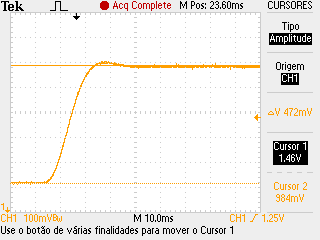 Tek Acq Complete M Pos: 23.60ms CURSORES
Tipo
Amplitude
Origem
CH1
△V 472mV
Cursor 1
1.46V
Cursor 2
984mV
1
CH1 100mVBw M 10.0ms CH1 / 1.25V
Use o botão de várias finalidades para mover o Cursor 1